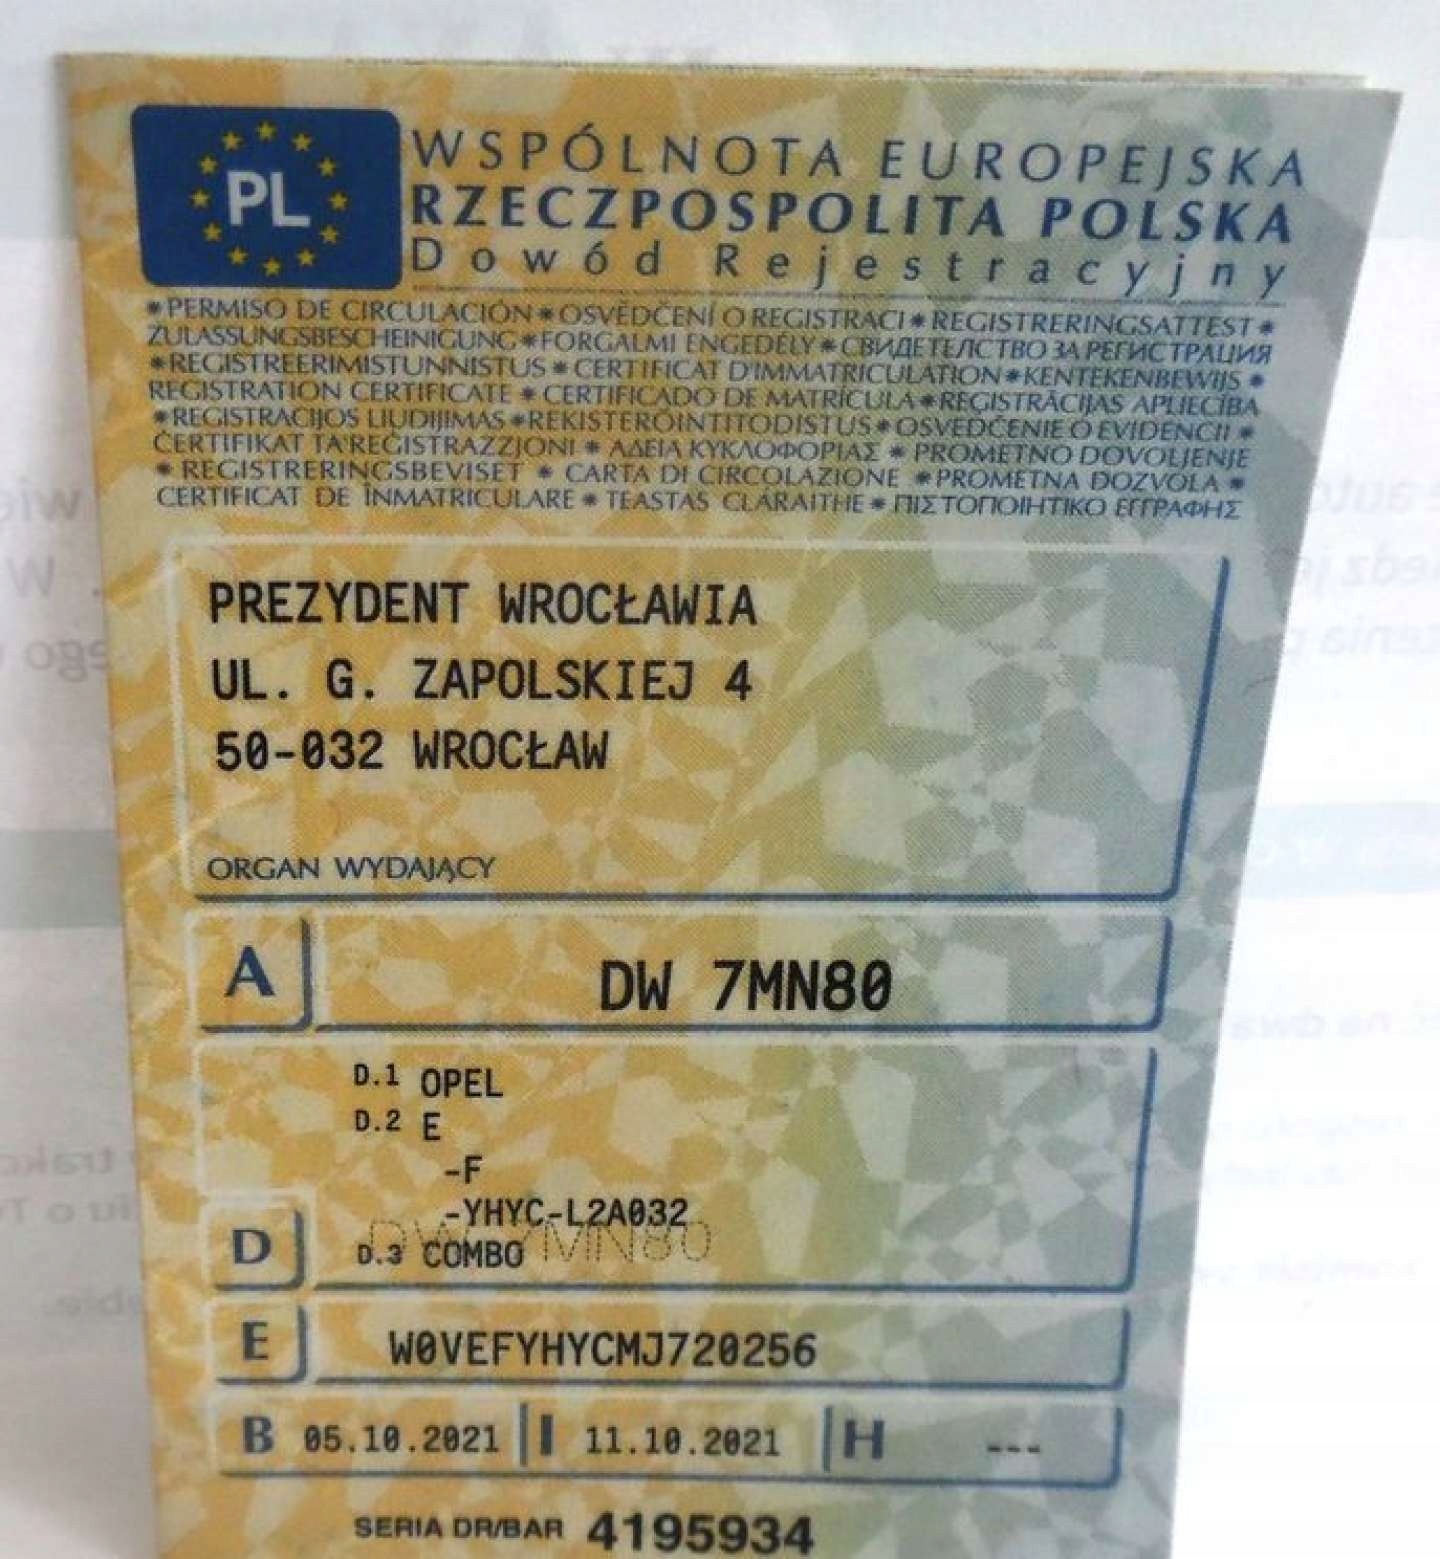 PL
WSPÓLNOTA EUROPEJSKA
RZECZPOSPOLITA POLSKA
Dowód Rejestracyjny
*PERMISO DE CIRCULACIÓN*OSVĚDČENÍ O REGISTRACI*REGISTRERINGSATTEST*
ZULASSUNGSBESCHEINIGUNG*FORGALMI ENGEDÉLY*СВИДЕТЕЛСТВО ЗА РЕГИСТРАЦИЯ
*REGISTREERIMISTUNNISTUS*CERTIFICAT D'IMMATRICULATION*KENTEKENBEWIJS*
REGISTRATION CERTIFICATE*CERTIFICADO DE MATRÍCULA*REĢISTRĀCIJAS APLIECĪBA
*REGISTRACIJOS LIUDIJIMAS*REKISTERÖINTITODISTUS*OSVEDČENIE O EVIDENCII*
ĊERTIFIKAT TA'REĠISTRAZZJONI*ΑΔΕΙΑ ΚΥΚΛΟΦΟΡΙΑΣ*PROMETNO DOVOLJENJE
*REGISTRERINGSBEVISET*CARTA DI CIRCOLAZIONE*PROMETNA DOZVOLA*
CERTIFICAT DE ÎNMATRICULARE*TEASTAS CLÁRAITHE*ΠΙΣΤΟΠΟΙΗΤΙΚΟ ΕΓΓΡΑΦΗΣ
PREZYDENT WROCŁAWIA
UL. G. ZAPOLSKIEJ 4
50-032 WROCŁAW
ORGAN WYDAJĄCY
A DW 7MN80
D.1 OPEL
D.2 E
-F
-YHYC-L2A032
DW 7MN80
D D.3 COMBO
E W0VEFYHYCMJ720256
B 05.10.2021 I 11.10.2021 H ---
SERIA DR/BAR 4195934